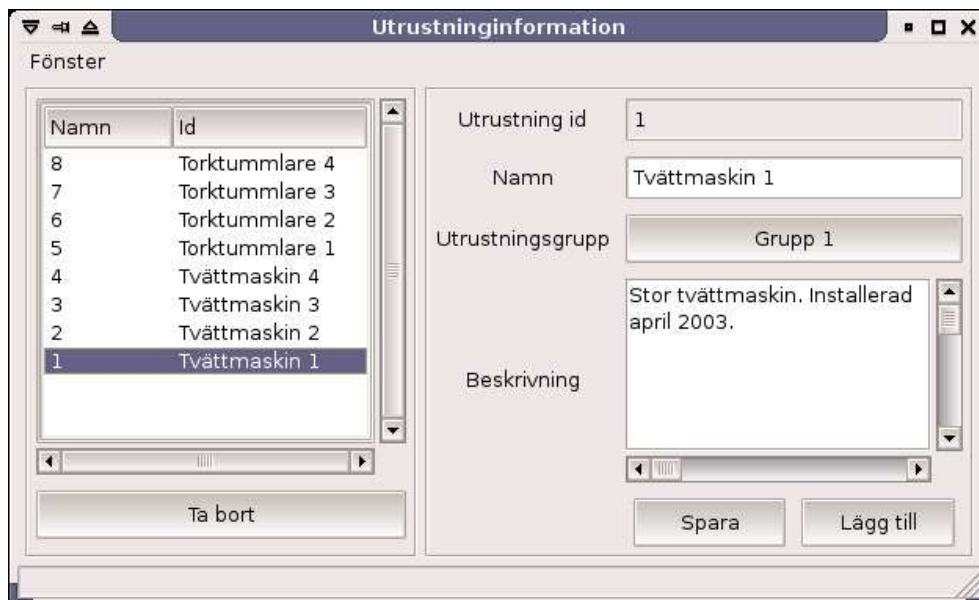 Utrustninginformation
Fönster
Namn Id
8 Torktummlare 4
7 Torktummlare 3
6 Torktummlare 2
5 Torktummlare 1
4 Tvättmaskin 4
3 Tvättmaskin 3
2 Tvättmaskin 2
1 Tvättmaskin 1
Ta bort
Utrustning id 1
Namn Tvättmaskin 1
Utrustningsgrupp Grupp 1
Beskrivning
Stor tvättmaskin. Installerad
april 2003.
Spara Lägg till